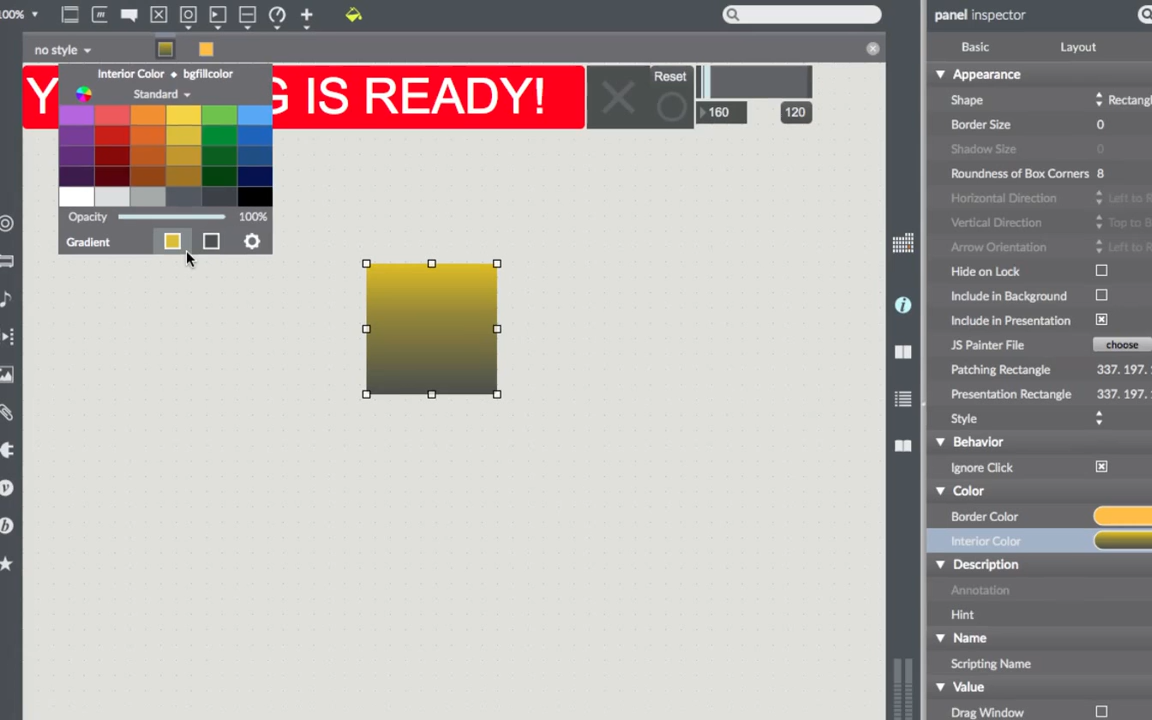 00%
panel inspector
no style
Basic Layout
Interior Color bgfillcolor
Standard
Opacity 100%
Gradient
Y G IS READY!
Reset
160 120
Appearance
Shape Rectang
Border Size 0
Shadow Size 0
Roundness of Box Corners 8
Horizontal Direction Left to R
Vertical Direction Top to B
Arrow Orientation Left to R
Hide on Lock
Include in Background
Include in Presentation
JS Painter File choose
Patching Rectangle 337. 197. 1
Presentation Rectangle 337. 197. 1
Style
Behavior
Ignore Click
Color
Border Color
Interior Color
Description
Annotation
Hint
Name
Scripting Name
Value
Drag Window